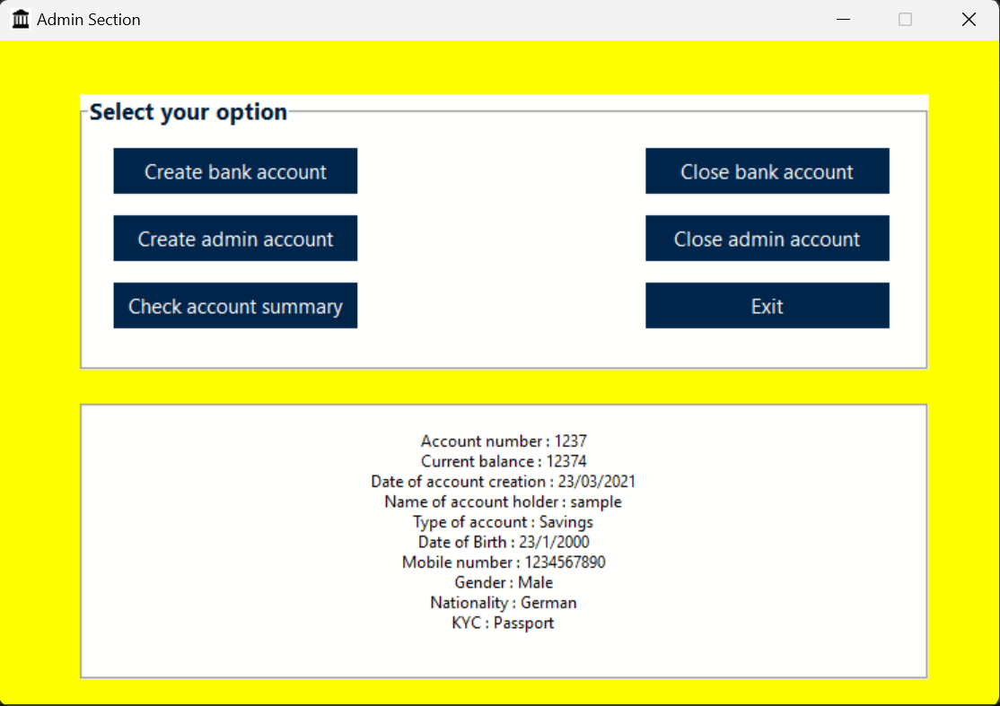 Admin Section
Select your option
Create bank account
Close bank account
Create admin account
Close admin account
Check account summary
Exit
Account number : 1237
Current balance : 12374
Date of account creation : 23/03/2021
Name of account holder : sample
Type of account : Savings
Date of Birth : 23/1/2000
Mobile number : 1234567890
Gender : Male
Nationality : German
KYC : Passport